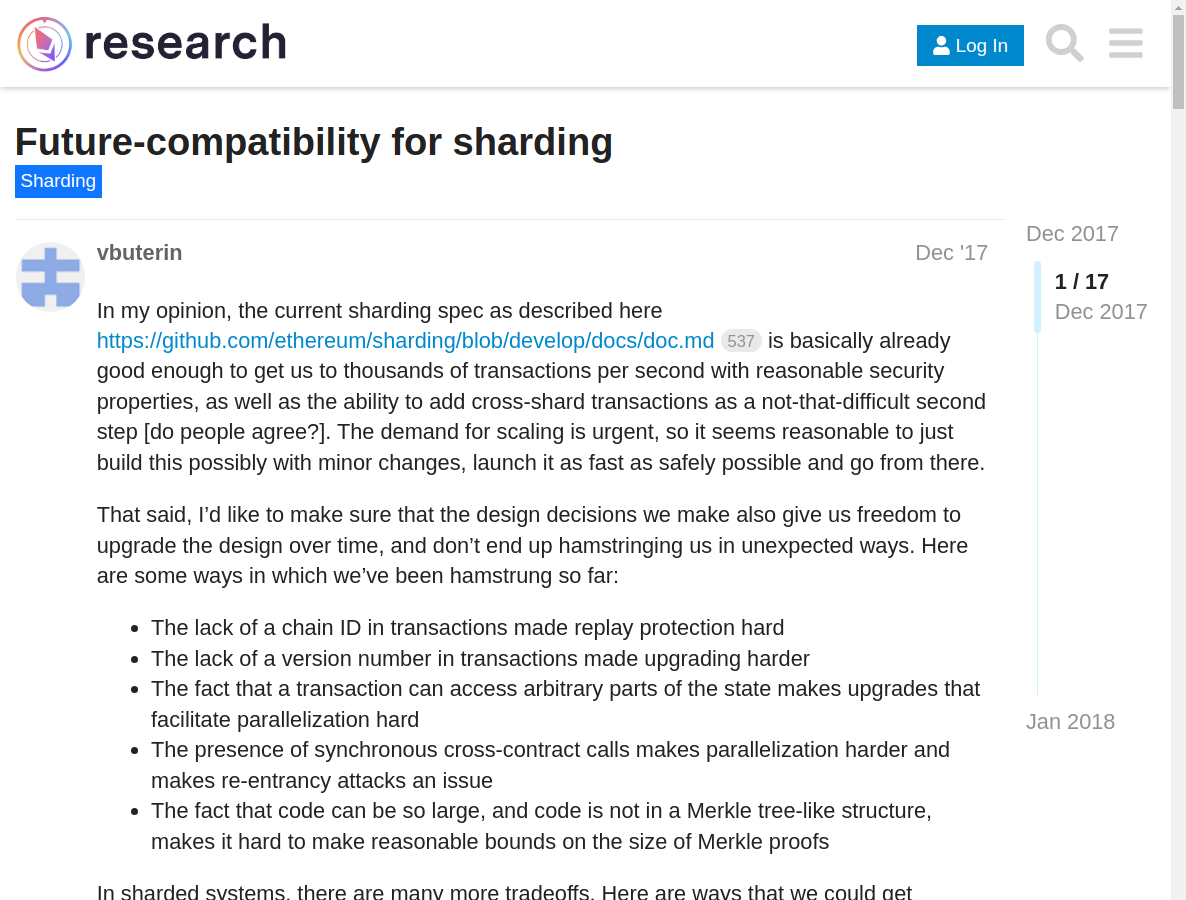 research
Log In
Future-compatibility for sharding
Sharding
vbuterin
Dec '17
In my opinion, the current sharding spec as described here
https://github.com/ethereum/sharding/blob/develop/docs/doc.md 537 is basically already
good enough to get us to thousands of transactions per second with reasonable security
properties, as well as the ability to add cross-shard transactions as a not-that-difficult second
step [do people agree?]. The demand for scaling is urgent, so it seems reasonable to just
build this possibly with minor changes, launch it as fast as safely possible and go from there.
That said, I’d like to make sure that the design decisions we make also give us freedom to
upgrade the design over time, and don’t end up hamstringing us in unexpected ways. Here
are some ways in which we’ve been hamstrung so far:
• The lack of a chain ID in transactions made replay protection hard
• The lack of a version number in transactions made upgrading harder
• The fact that a transaction can access arbitrary parts of the state makes upgrades that
facilitate parallelization hard
• The presence of synchronous cross-contract calls makes parallelization harder and
makes re-entrancy attacks an issue
• The fact that code can be so large, and code is not in a Merkle tree-like structure,
makes it hard to make reasonable bounds on the size of Merkle proofs
In sharded systems, there are many more tradeoffs. Here are ways that we could get
Dec 2017
1 / 17
Dec 2017
Jan 2018